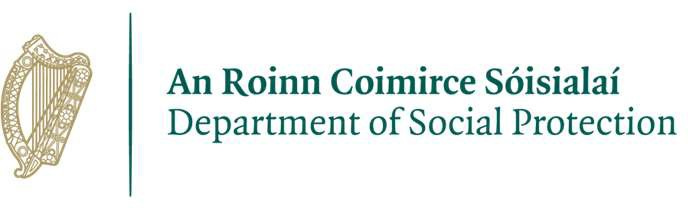 An Roinn Coimirce Sóisialaí
Department of Social Protection